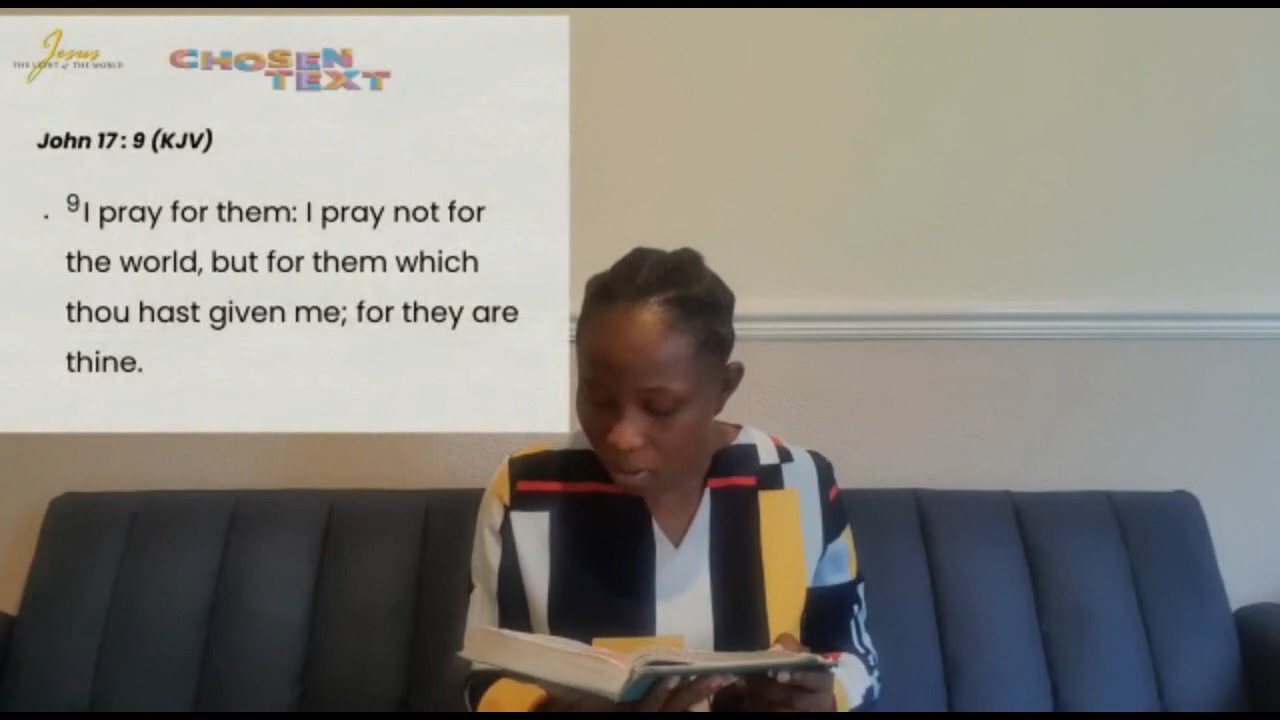 Jesus
THE LIGHT of THE WORLD
CHOSEN
TEXT
John 17: 9 (KJV)
. 9I pray for them: I pray not for
the world, but for them which
thou hast given me; for they are
thine.